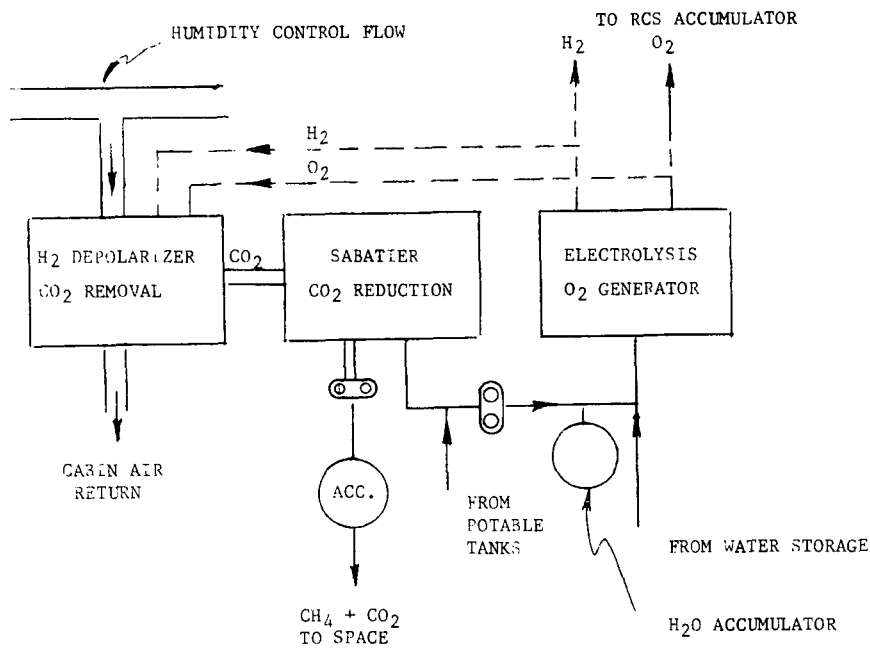 HUMIDITY CONTROL FLOW
TO RCS ACCUMULATOR
H2
O2
H2
O2
H2 DEPOLARIZER
CO2 REMOVAL
CO2
SABATIER
CO2 REDUCTION
ELECTROLYSIS
O2 GENERATOR
CABIN AIR
RETURN
ACC.
FROM
POTABLE
TANKS
FROM WATER STORAGE
CH4 + CO2
TO SPACE
H2O ACCUMULATOR